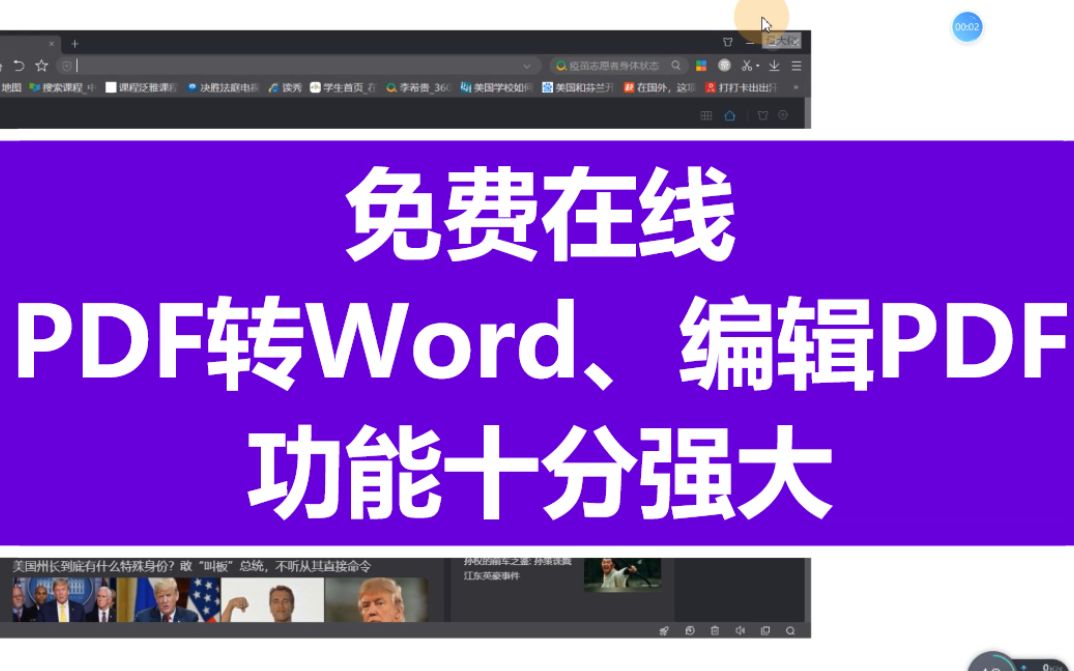 00:02
最大化
疫苗志愿者身体状态
地图
搜索课程_中
课程泛雅课程
决胜法庭电视
读秀
学生首页_在
李希贵_360
美国学校如何
美国和芬兰开
在国外，这项
打打卡出出汗
免费在线
PDF转Word、编辑PDF
功能十分强大
美国州长到底有什么特殊身份？敢“叫板”总统，不听从其直接命令
江东英豪事件